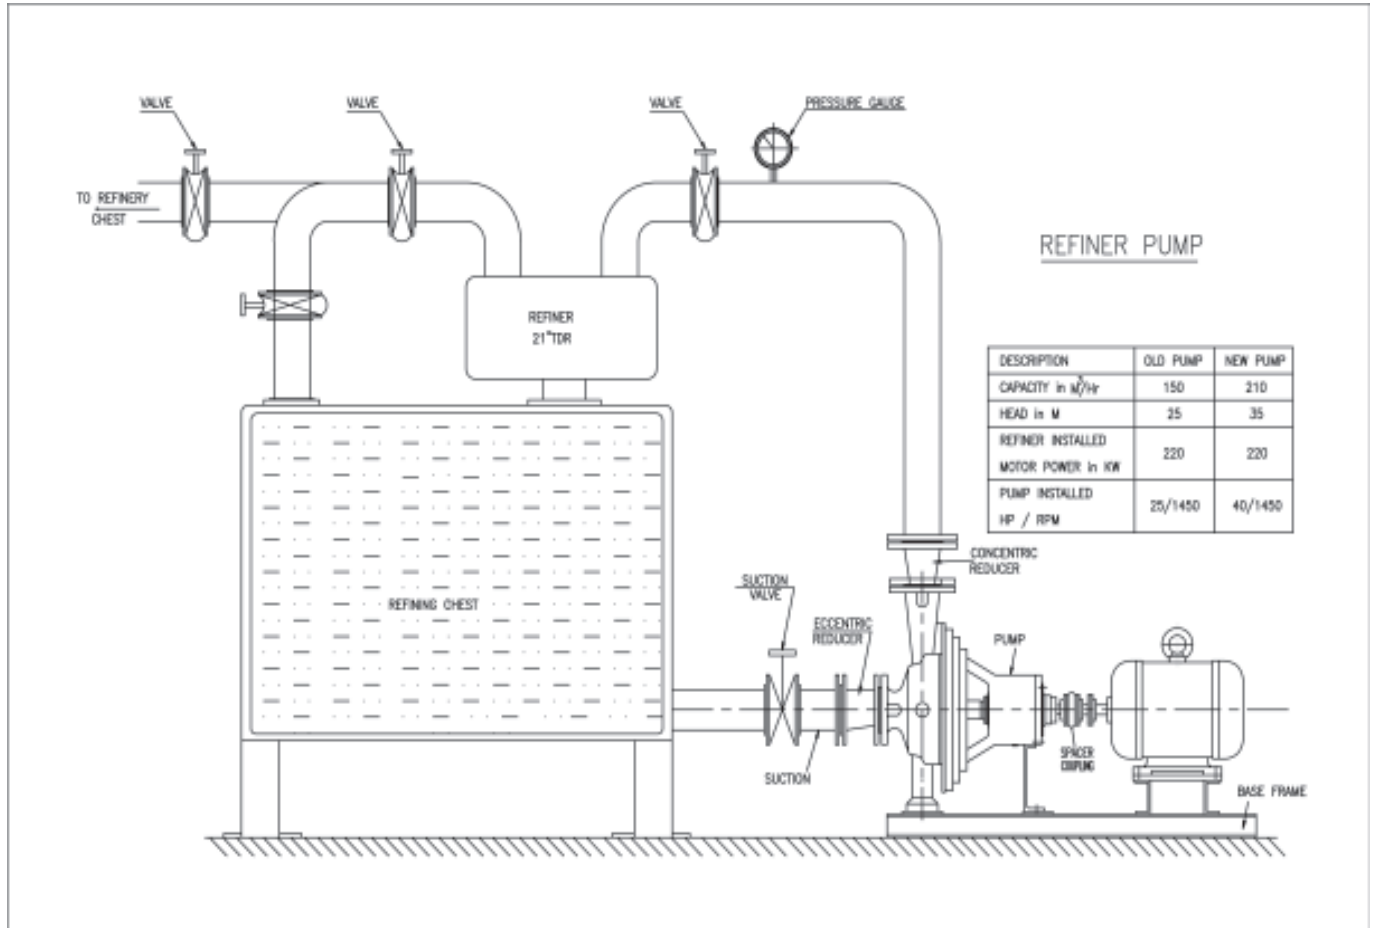 VALVE
VALVE
VALVE
PRESSURE GAUGE
TO REFINERY
CHEST
REFINER PUMP
REFINER
21"TDR
DESCRIPTION OLD PUMP NEW PUMP
CAPACITY in M³/Hr 150 210
HEAD in M 25 35
REFINER INSTALLED
MOTOR POWER in KW 220 220
PUMP INSTALLED
HP / RPM 25/1450 40/1450
CONCENTRIC
REDUCER
SUCTION
VALVE
REFINING CHEST
ECCENTRIC
REDUCER
PUMP
SUCTION
SPACER
COUPLING
BASE FRAME